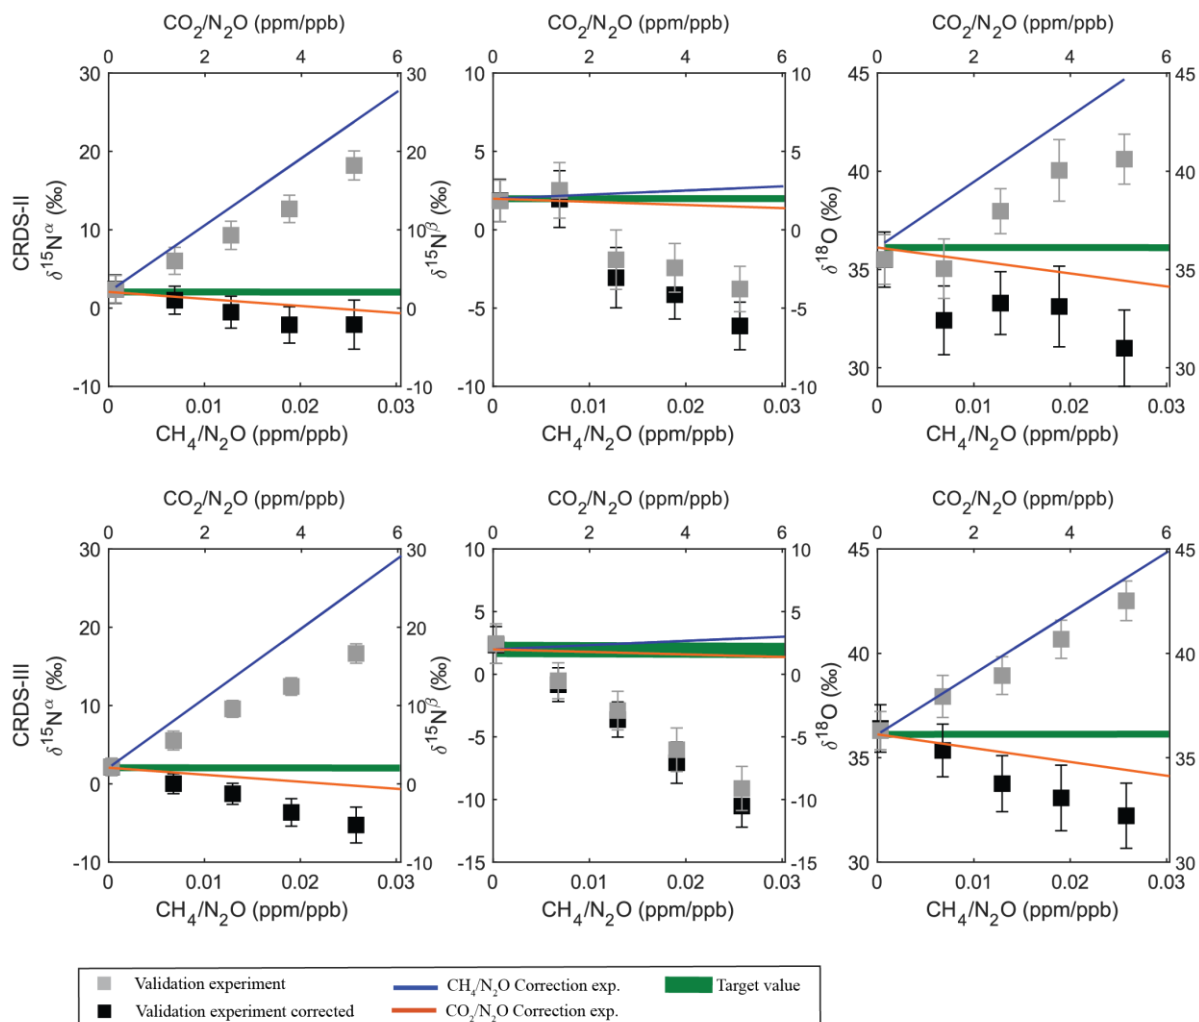 CO2/N2O (ppm/ppb) CO2/N2O (ppm/ppb) CO2/N2O (ppm/ppb)
0 2 4 6 0 2 4 6 0 2 4 6
30 30 10 10 45 45
20 20 5 5 40 40
10 10 0 0 35 35
0 0 -5 -5 30 30
-10 -10 -10 -10
CRDS-II
δ15Nα (‰) δ15Nβ (‰) δ18O (‰)
0 0.01 0.02 0.03 0 0.01 0.02 0.03 0 0.01 0.02 0.03
CH4/N2O (ppm/ppb) CH4/N2O (ppm/ppb) CH4/N2O (ppm/ppb)
CO2/N2O (ppm/ppb) CO2/N2O (ppm/ppb) CO2/N2O (ppm/ppb)
0 2 4 6 0 2 4 6 0 2 4 6
30 30 10 10 45 45
20 20 5 5 40 40
10 10 0 0 35 35
0 0 -5 -5 30 30
-10 -10 -10 -10
-15 -15
CRDS-III
δ15Nα (‰) δ15Nβ (‰) δ18O (‰)
0 0.01 0.02 0.03 0 0.01 0.02 0.03 0 0.01 0.02 0.03
CH4/N2O (ppm/ppb) CH4/N2O (ppm/ppb) CH4/N2O (ppm/ppb)
Validation experiment CH4/N2O Correction exp. Target value
Validation experiment corrected CO2/N2O Correction exp.